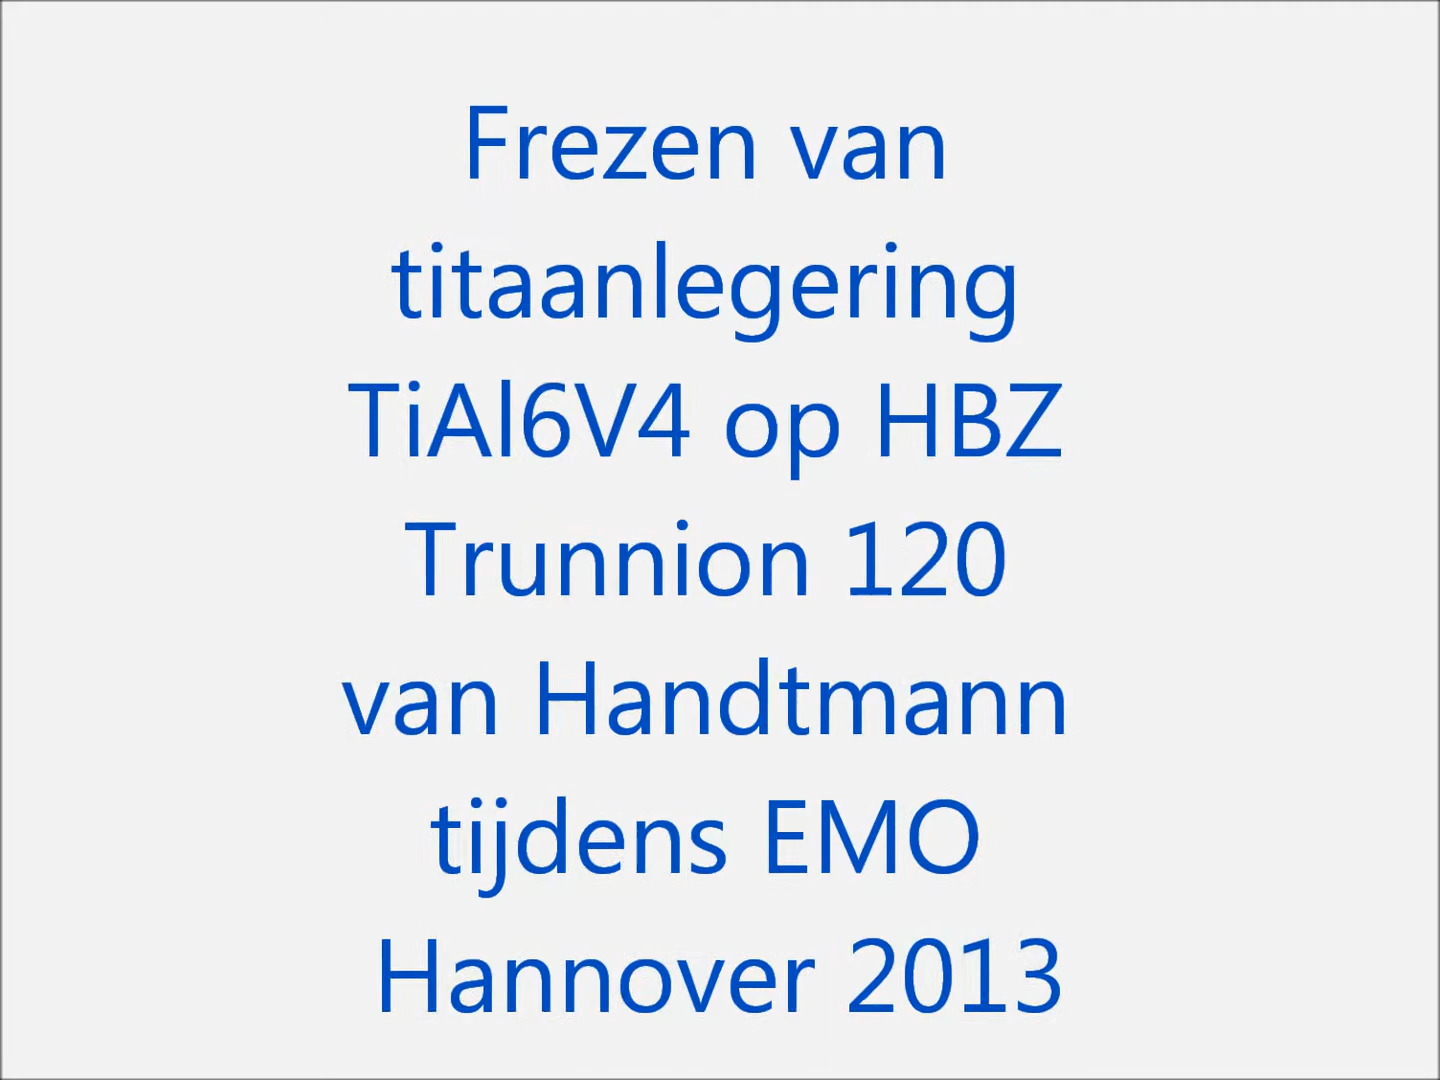 Frezen van
titaanlegering
TiAl6V4 op HBZ
Trunnion 120
van Handtmann
tijdens EMO
Hannover 2013